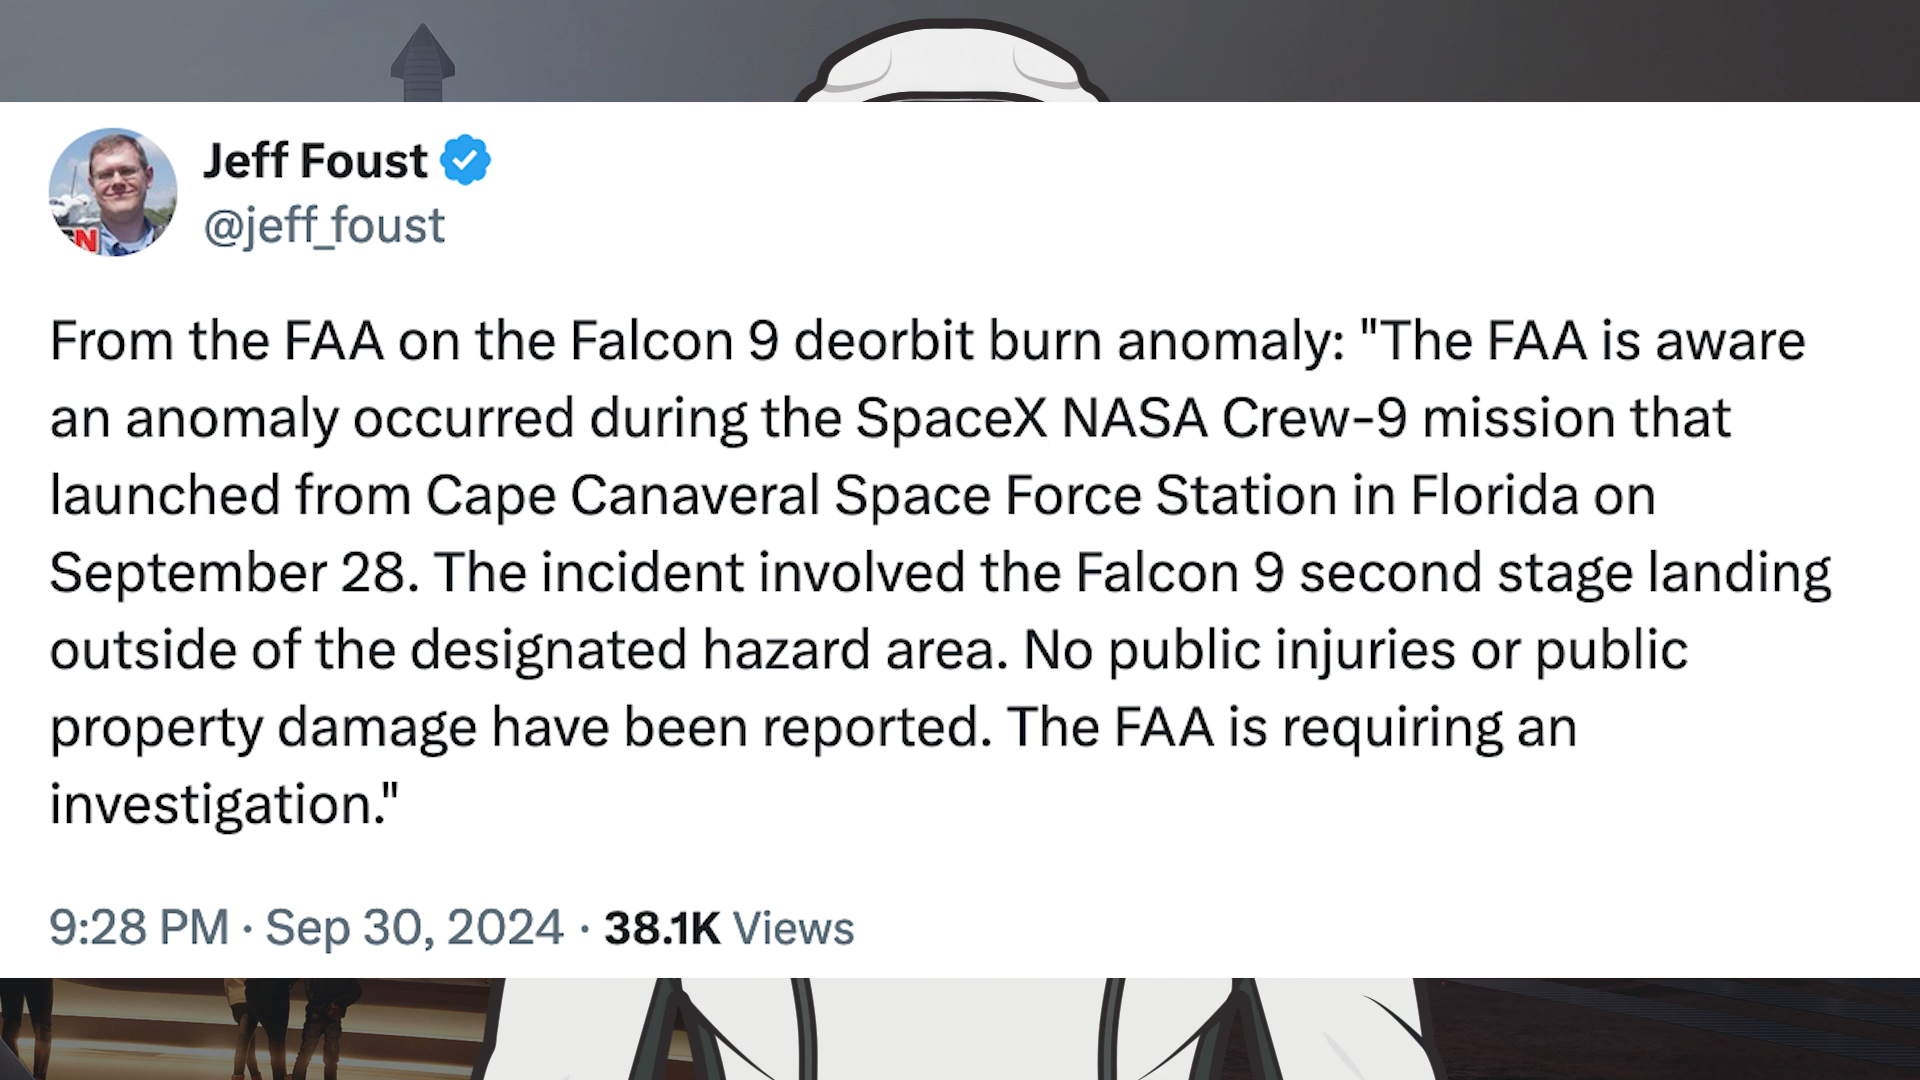 Jeff Foust
@jeff_foust
From the FAA on the Falcon 9 deorbit burn anomaly: "The FAA is aware
an anomaly occurred during the SpaceX NASA Crew-9 mission that
launched from Cape Canaveral Space Force Station in Florida on
September 28. The incident involved the Falcon 9 second stage landing
outside of the designated hazard area. No public injuries or public
property damage have been reported. The FAA is requiring an
investigation."
9:28 PM · Sep 30, 2024 · 38.1K Views